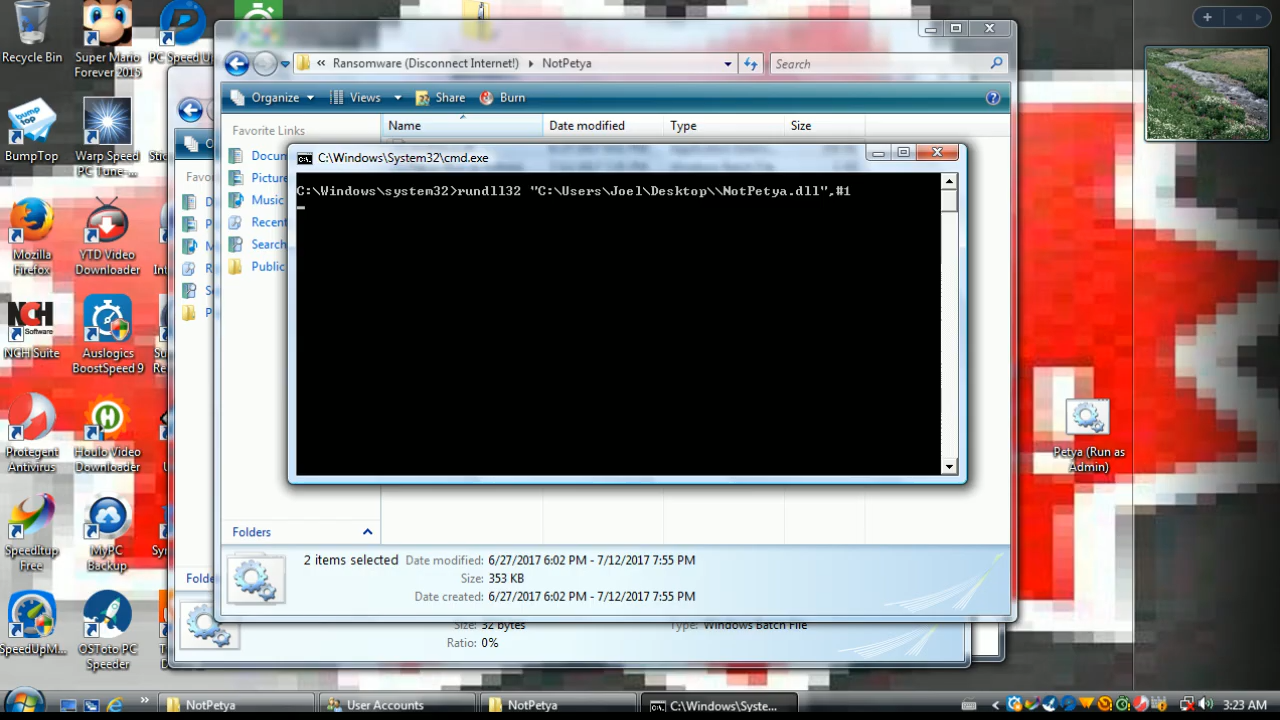 Recycle Bin
Super Mario
Forever 2015
PC Speed U
BumpTop
Warp Speed
PC Tune-...
Mozilla
Firefox
YTD Video
Downloader
NCH Software
NCH Suite
Auslogics
BoostSpeed 9
Protegent
Antivirus
Houlo Video
Downloader
SpeedItup
Free
MyPC
Backup
SpeedUpM...
OSToto PC
Speeder
« Ransomware (Disconnect Internet!) NotPetya
Search
Organize
Views
Share
Burn
Favorite Links
Name
Date modified
Type
Size
Docun
Picture
Music
Recent
Search
Public
C:\Windows\System32\cmd.exe
C:\Windows\system32>rundll32 "C:\Users\Joel\Desktop\\NotPetya.dll",#1
Petya (Run as
Admin)
Folders
2 items selected
Date modified: 6/27/2017 6:02 PM - 7/12/2017 7:55 PM
Size: 353 KB
Date created: 6/27/2017 6:02 PM - 7/12/2017 7:55 PM
Favo
Folde
Size: 32 bytes
Type: Windows Batch File
Ratio: 0%
NotPetya
User Accounts
NotPetya
C:\Windows\Syste...
3:23 AM